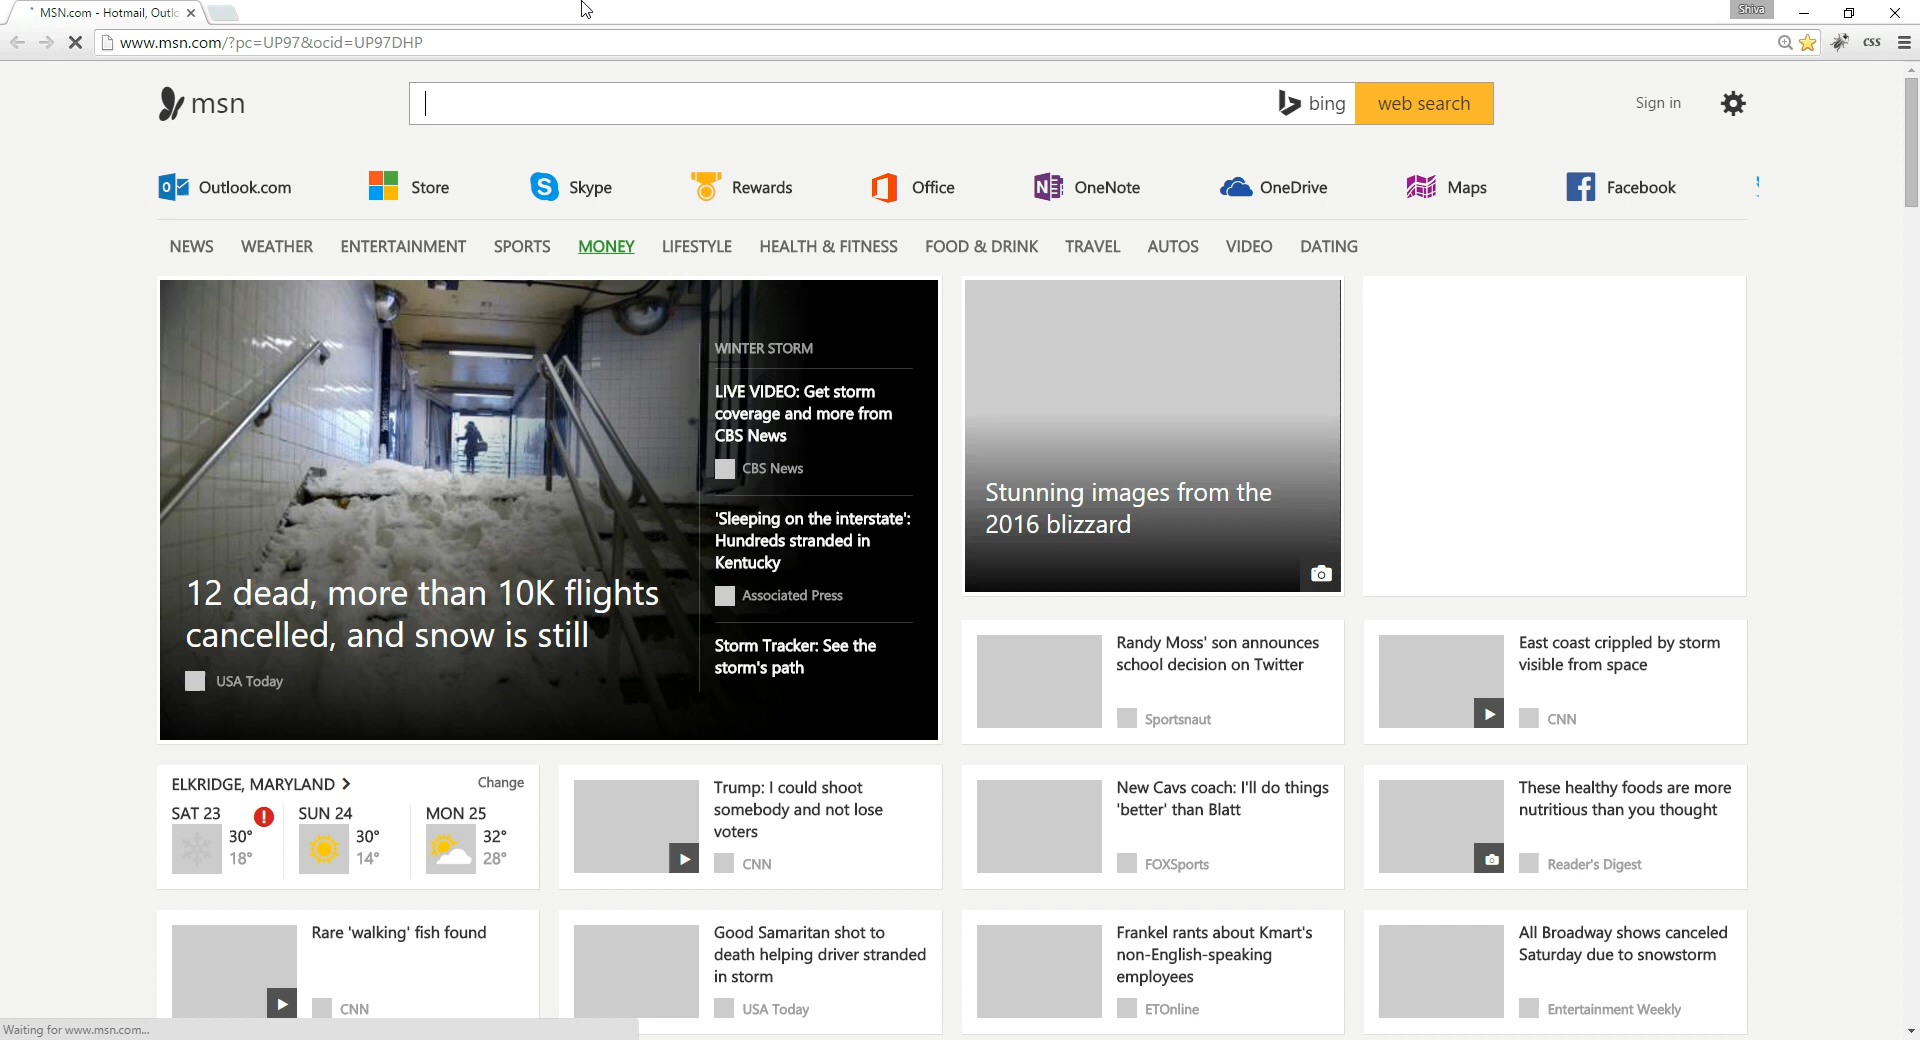 MSN.com - Hotmail, Outlo
Shiva
www.msn.com/?pc=UP97&ocid=UP97DHP
css
msn
bing
web search
Sign in
Outlook.com
Store
Skype
Rewards
Office
OneNote
OneDrive
Maps
Facebook
NEWS
WEATHER
ENTERTAINMENT
SPORTS
MONEY
LIFESTYLE
HEALTH & FITNESS
FOOD & DRINK
TRAVEL
AUTOS
VIDEO
DATING
12 dead, more than 10K flights
cancelled, and snow is still
USA Today
WINTER STORM
LIVE VIDEO: Get storm
coverage and more from
CBS News
CBS News
'Sleeping on the interstate':
Hundreds stranded in
Kentucky
Associated Press
Storm Tracker: See the
storm's path
Stunning images from the
2016 blizzard
Randy Moss' son announces
school decision on Twitter
Sportsnaut
East coast crippled by storm
visible from space
CNN
ELKRIDGE, MARYLAND
Change
SAT 23
30°
18°
SUN 24
30°
14°
MON 25
32°
28°
Trump: I could shoot
somebody and not lose
voters
CNN
New Cavs coach: I'll do things
'better' than Blatt
FOXSports
These healthy foods are more
nutritious than you thought
Reader's Digest
Rare 'walking' fish found
CNN
Good Samaritan shot to
death helping driver stranded
in storm
USA Today
Frankel rants about Kmart's
non-English-speaking
employees
ETOnline
All Broadway shows canceled
Saturday due to snowstorm
Entertainment Weekly
Waiting for www.msn.com...